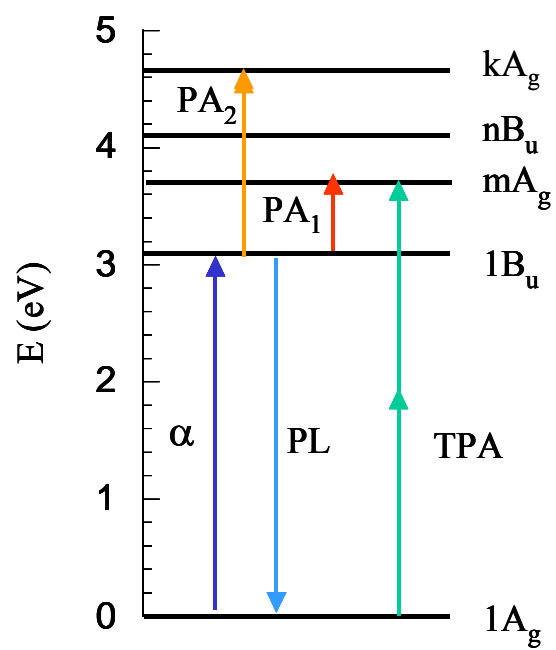 5
kA_g
PA_2
nB_u
4
mA_g
PA_1
3
1B_u
E (eV)
2
α
PL
TPA
1
0
1A_g